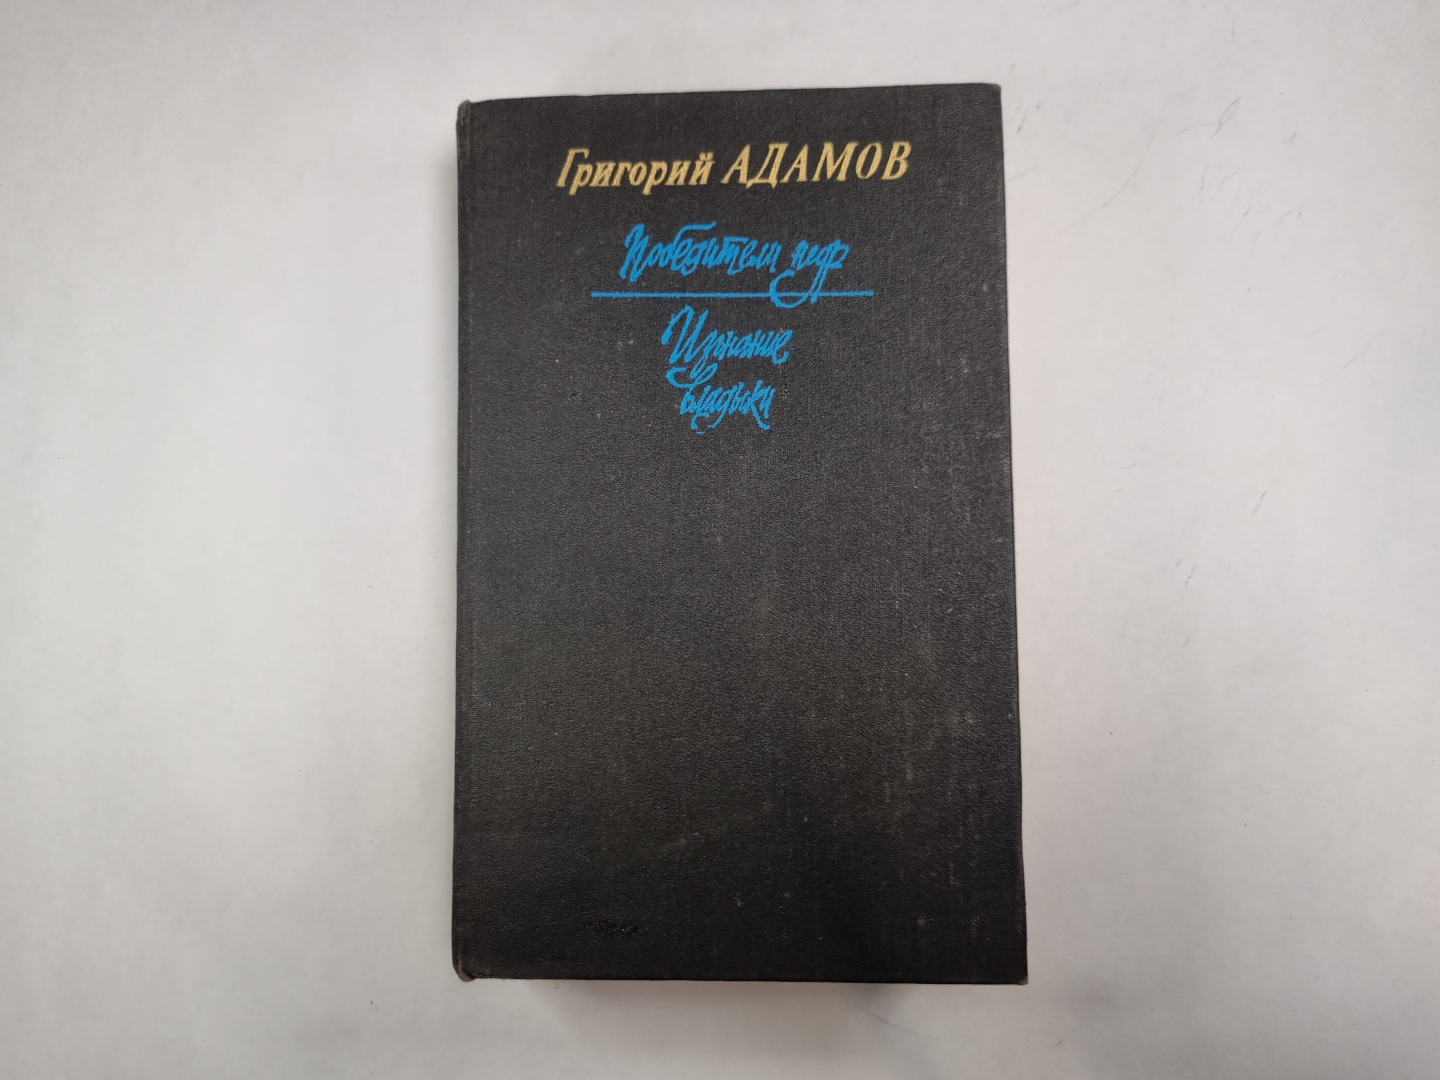 Григорий АДАМОВ
Победители недр
Изгнание
владыки